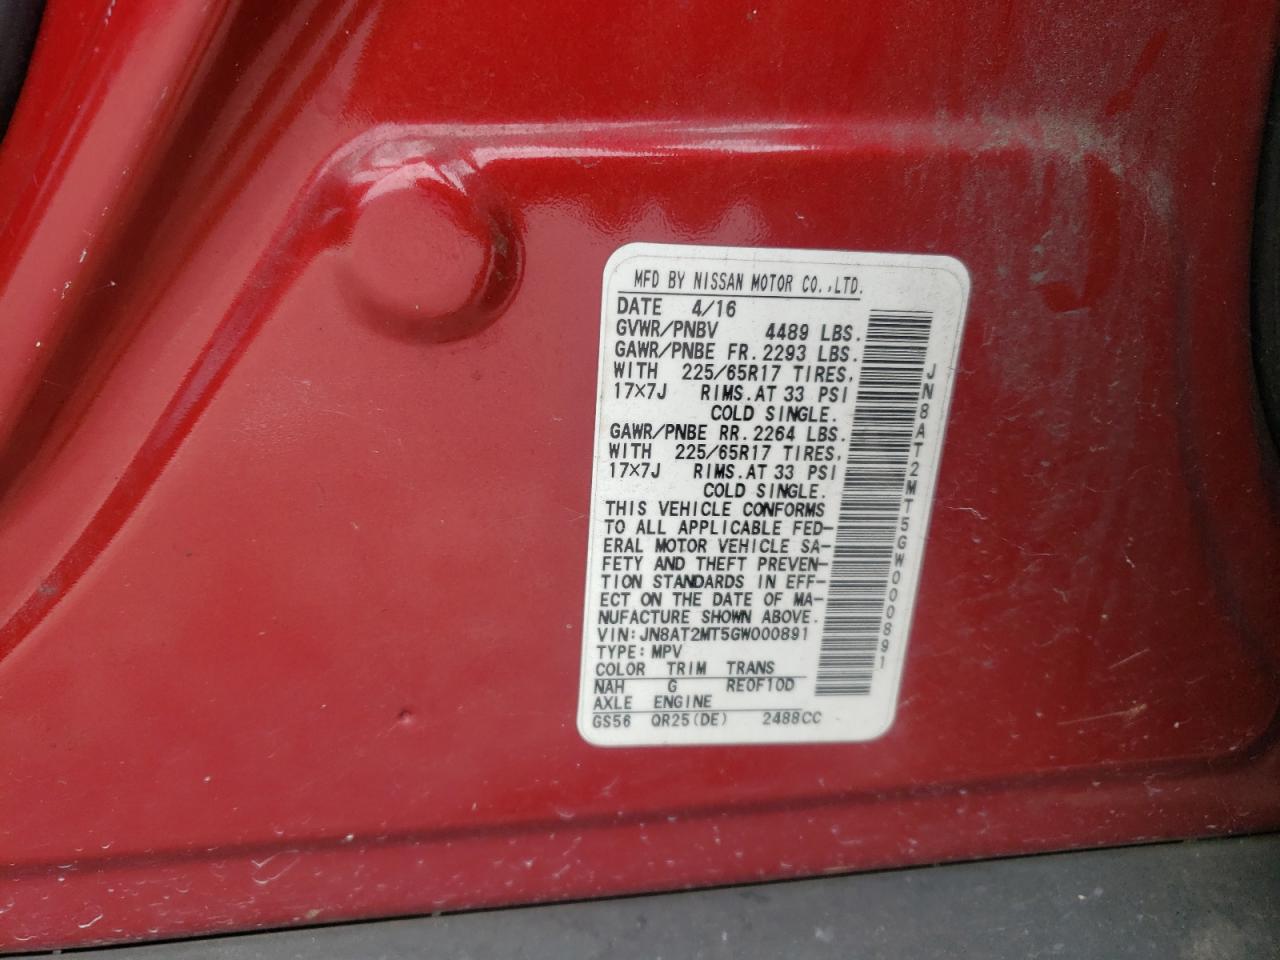 MFD BY NISSAN MOTOR CO.,LTD.
DATE 4/16
GVWR/PNBV 4489 LBS.
GAWR/PNBE FR. 2293 LBS.
WITH 225/65R17 TIRES,
17×7J RIMS.AT 33 PSI
COLD SINGLE.
GAWR/PNBE RR. 2264 LBS.
WITH 225/65R17 TIRES,
17×7J RIMS.AT 33 PSI
COLD SINGLE.
THIS VEHICLE CONFORMS
TO ALL APPLICABLE FED-
ERAL MOTOR VEHICLE SA-
FETY AND THEFT PREVEN-
TION STANDARDS IN EFF-
ECT ON THE DATE OF MA-
NUFACTURE SHOWN ABOVE.
VIN:JN8AT2MT5GW000891
TYPE:MPV
COLOR TRIM TRANS
NAH G RE0F10D
AXLE ENGINE
GS56 QR25(DE) 2488CC
JN8AT2MT5GW000891